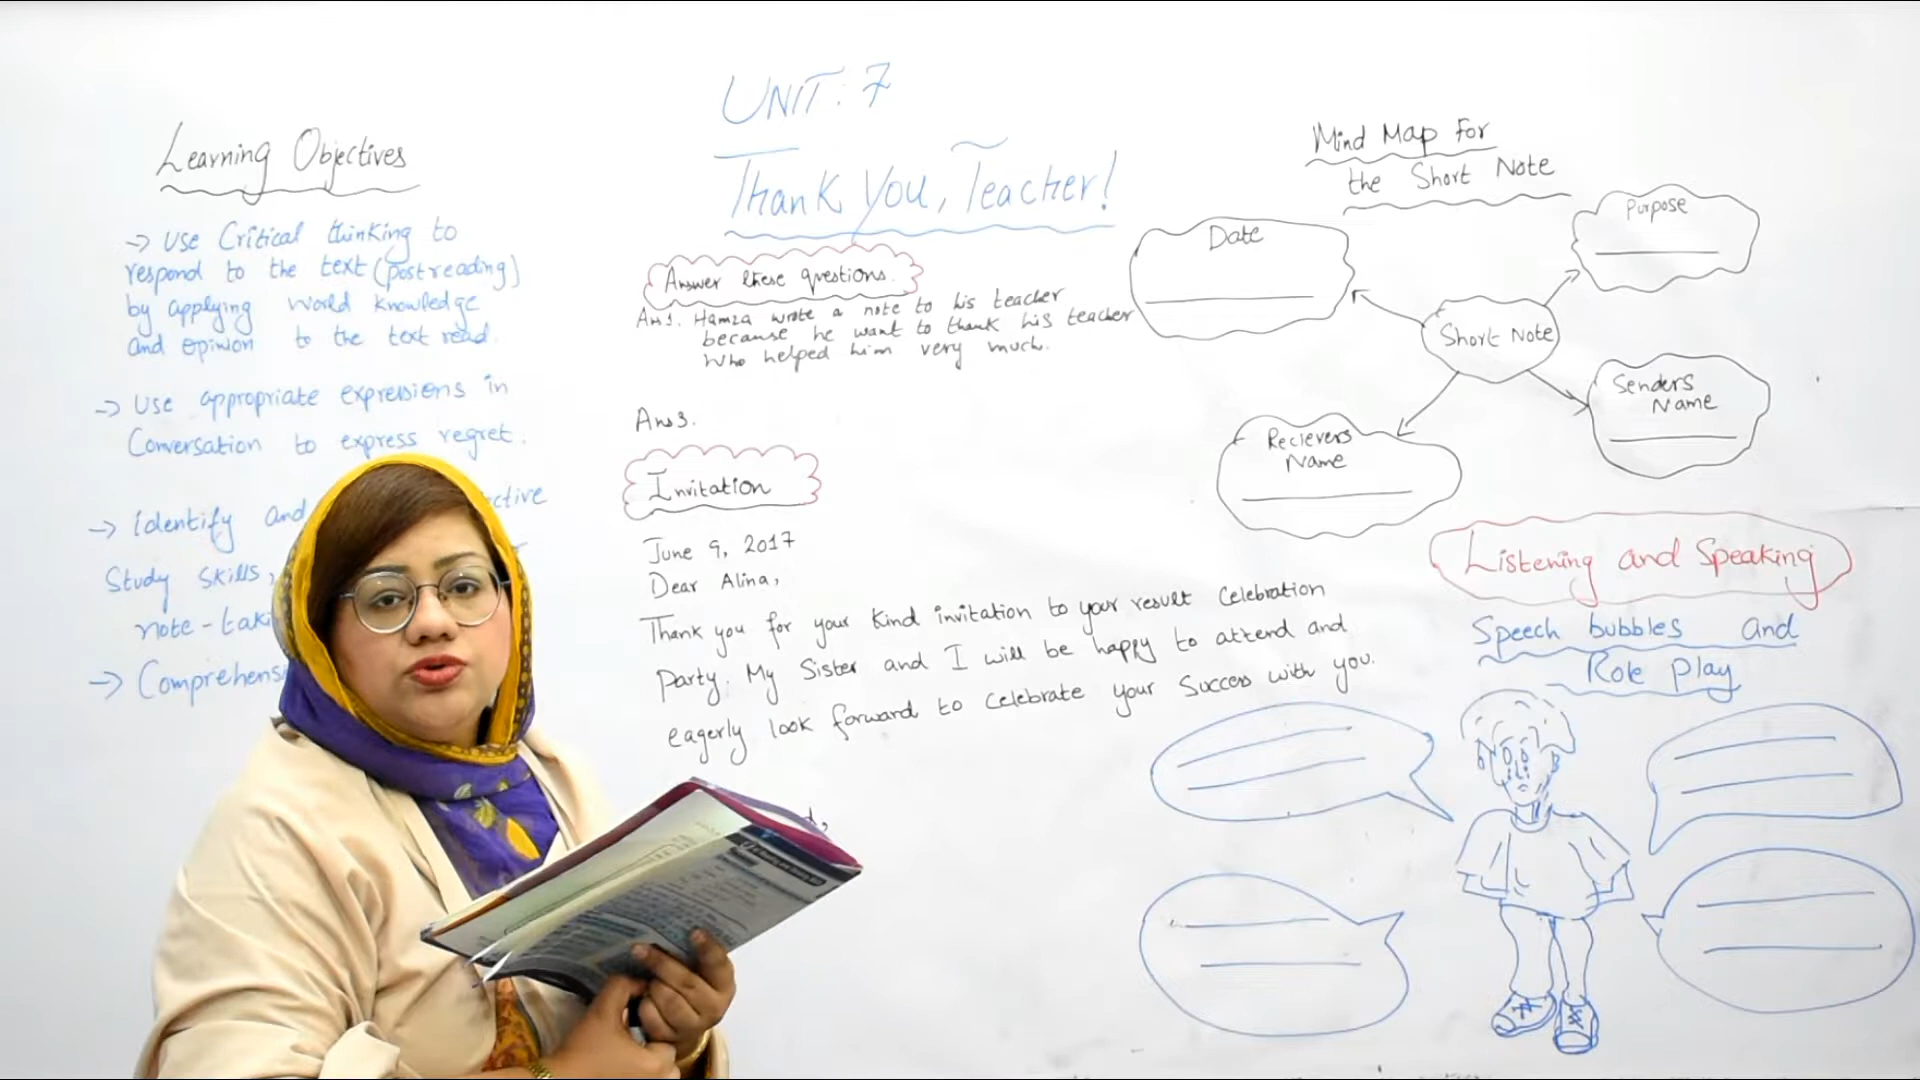 UNIT: 7
Thank You, Teacher!
Learning Objectives
→ Use Critical thinking to
respond to the text (post reading)
by applying world knowledge
and opinion to the text read.
→ Use appropriate expressions in
Conversation to express regret.
→ Identify and
Study Skills,
→ Comprehens
Answer these questions.
Ans1. Hamza wrote a note to his teacher
because he want to thank his teacher
who helped him very much.
Ans3.
Invitation
June 9, 2017
Dear Alina,
Thank you for your kind invitation to your result celebration
Party. My Sister and I will be happy to attend and
eagerly look forward to celebrate your success with you.
Mind Map For
the Short Note
Date
Purpose
Short Note
Senders
Name
Recievers
Name
Listening and Speaking
Speech bubbles and
Role play